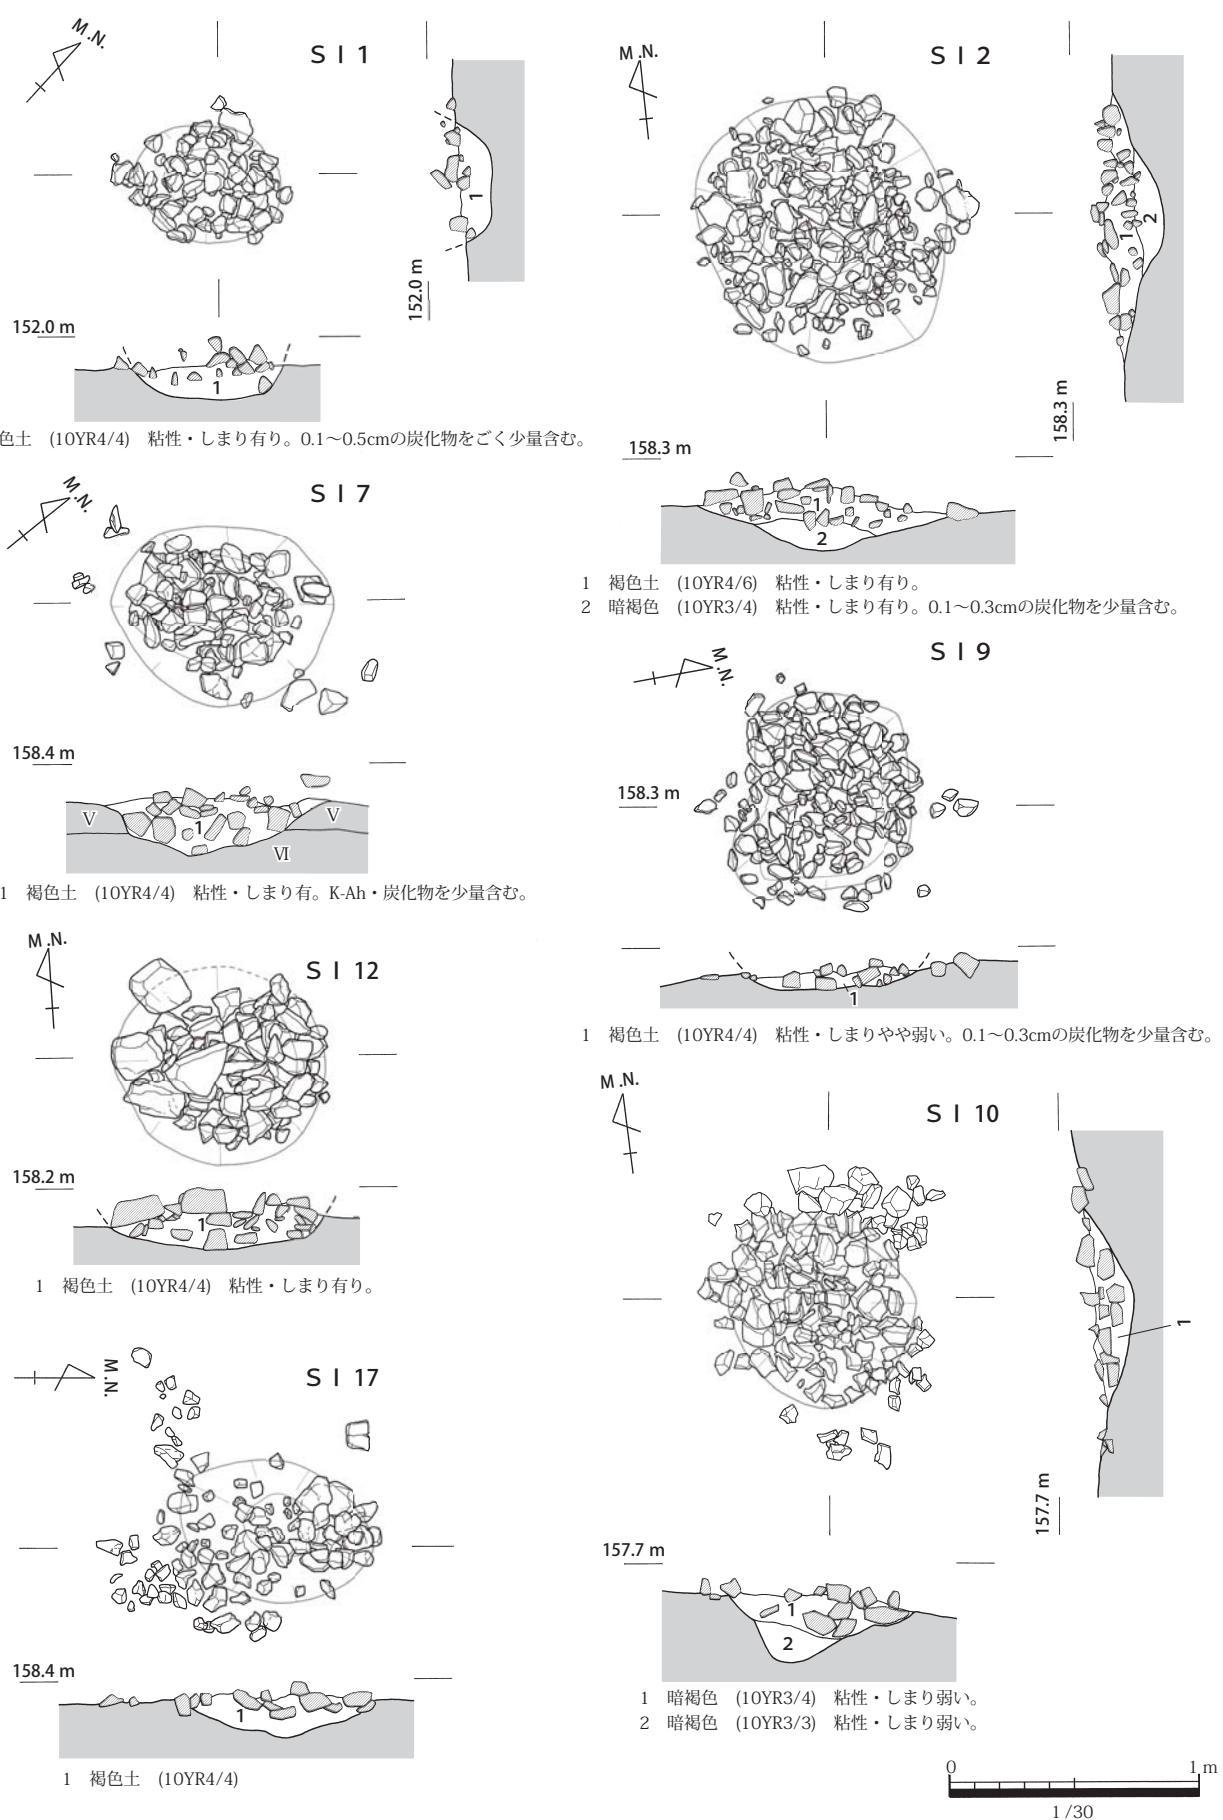 M.N.
S I 1
152.0 m
1
152.0 m
1
色土 (10YR4/4) 粘性・しまり有り。0.1～0.5cmの炭化物をごく少量含む。
M.N.
S I 2
158.3 m
1
2
158.3 m
1
2
1 褐色土 (10YR4/6) 粘性・しまり有り。
2 暗褐色 (10YR3/4) 粘性・しまり有り。0.1～0.3cmの炭化物を少量含む。
M.N.
S I 7
158.4 m
V
1
V
VI
1 褐色土 (10YR4/4) 粘性・しまり有。K-Ah・炭化物を少量含む。
M.N.
S I 9
158.3 m
1
1 褐色土 (10YR4/4) 粘性・しまりやや弱い。0.1～0.3cmの炭化物を少量含む。
M.N.
S I 12
158.2 m
1
1 褐色土 (10YR4/4) 粘性・しまり有り。
M.N.
S I 10
1
157.7 m
157.7 m
1
2
1 暗褐色 (10YR3/4) 粘性・しまり弱い。
2 暗褐色 (10YR3/3) 粘性・しまり弱い。
M.N.
S I 17
158.4 m
1
1 褐色土 (10YR4/4)
0 1 m
1/30